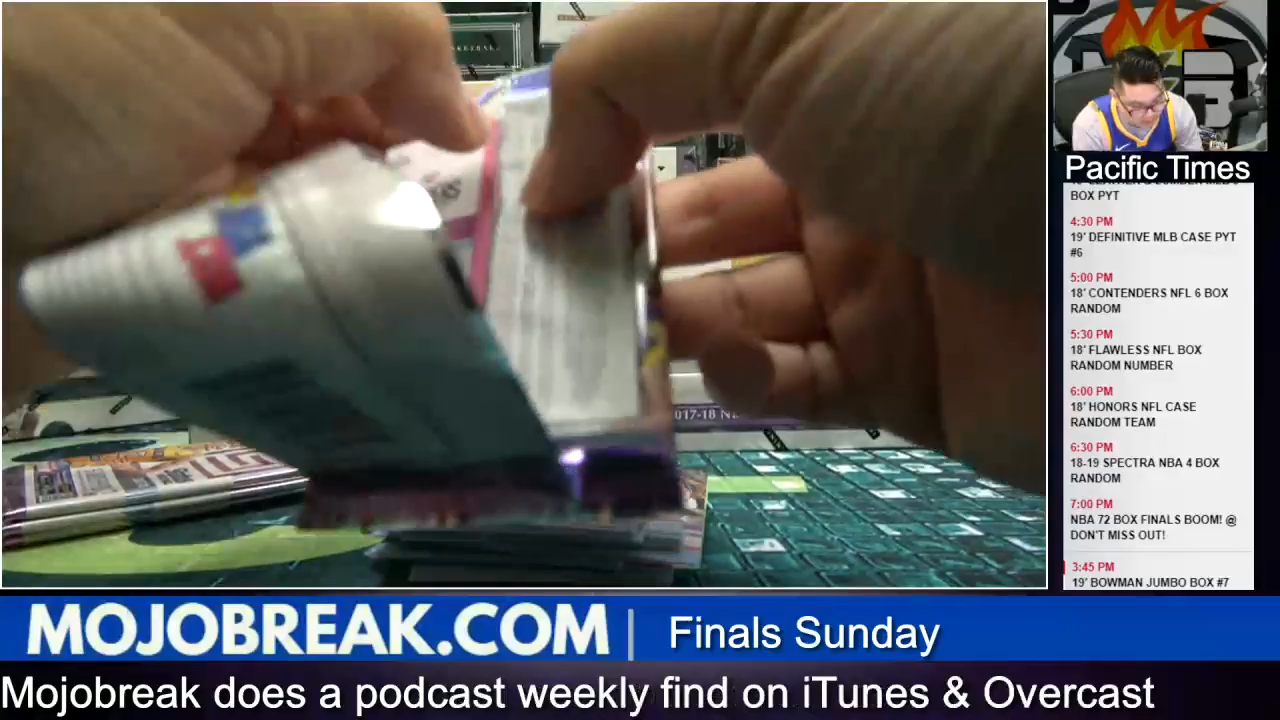 Pacific Times
BOX PYT
4:30 PM
19' DEFINITIVE MLB CASE PYT
#6
5:00 PM
18' CONTENDERS NFL 6 BOX
RANDOM
5:30 PM
18' FLAWLESS NFL BOX
RANDOM NUMBER
6:00 PM
18' HONORS NFL CASE
RANDOM TEAM
6:30 PM
18-19 SPECTRA NBA 4 BOX
RANDOM
7:00 PM
NBA 72 BOX FINALS BOOM! @
DON'T MISS OUT!
3:45 PM
19' BOWMAN JUMBO BOX #7
2017-18
MOJOBREAK.COM | Finals Sunday
Mojobreak does a podcast weekly find on iTunes & Overcast